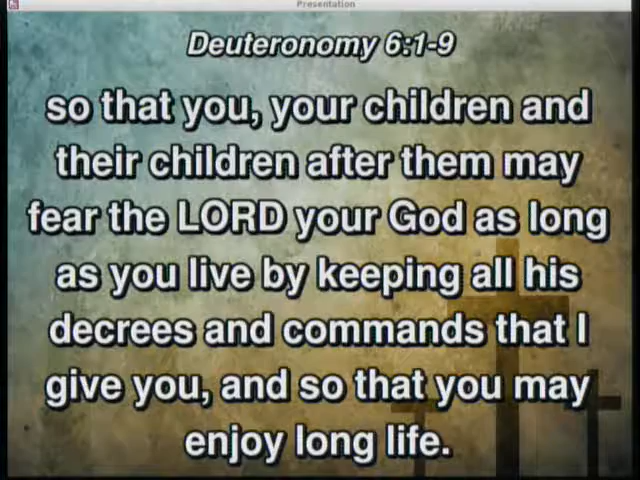 Presentation
Deuteronomy 6:1-9
so that you, your children and
their children after them may
fear the LORD your God as long
as you live by keeping all his
decrees and commands that I
give you, and so that you may
enjoy long life.